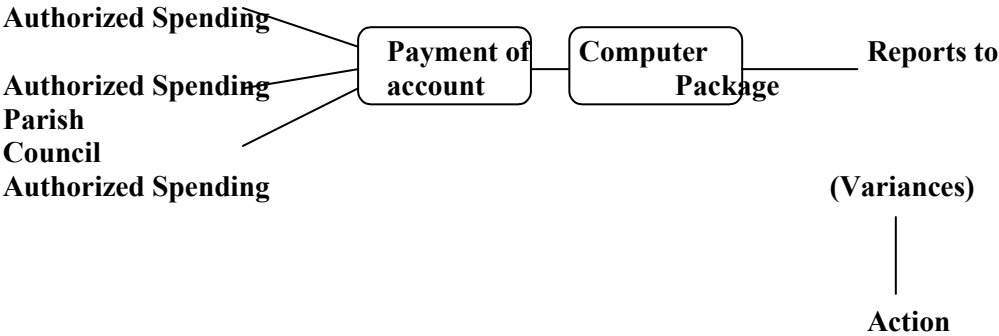 Authorized Spending
Payment of Computer Reports to
Authorized Spending account Package
Parish
Council
Authorized Spending (Variances)
Action